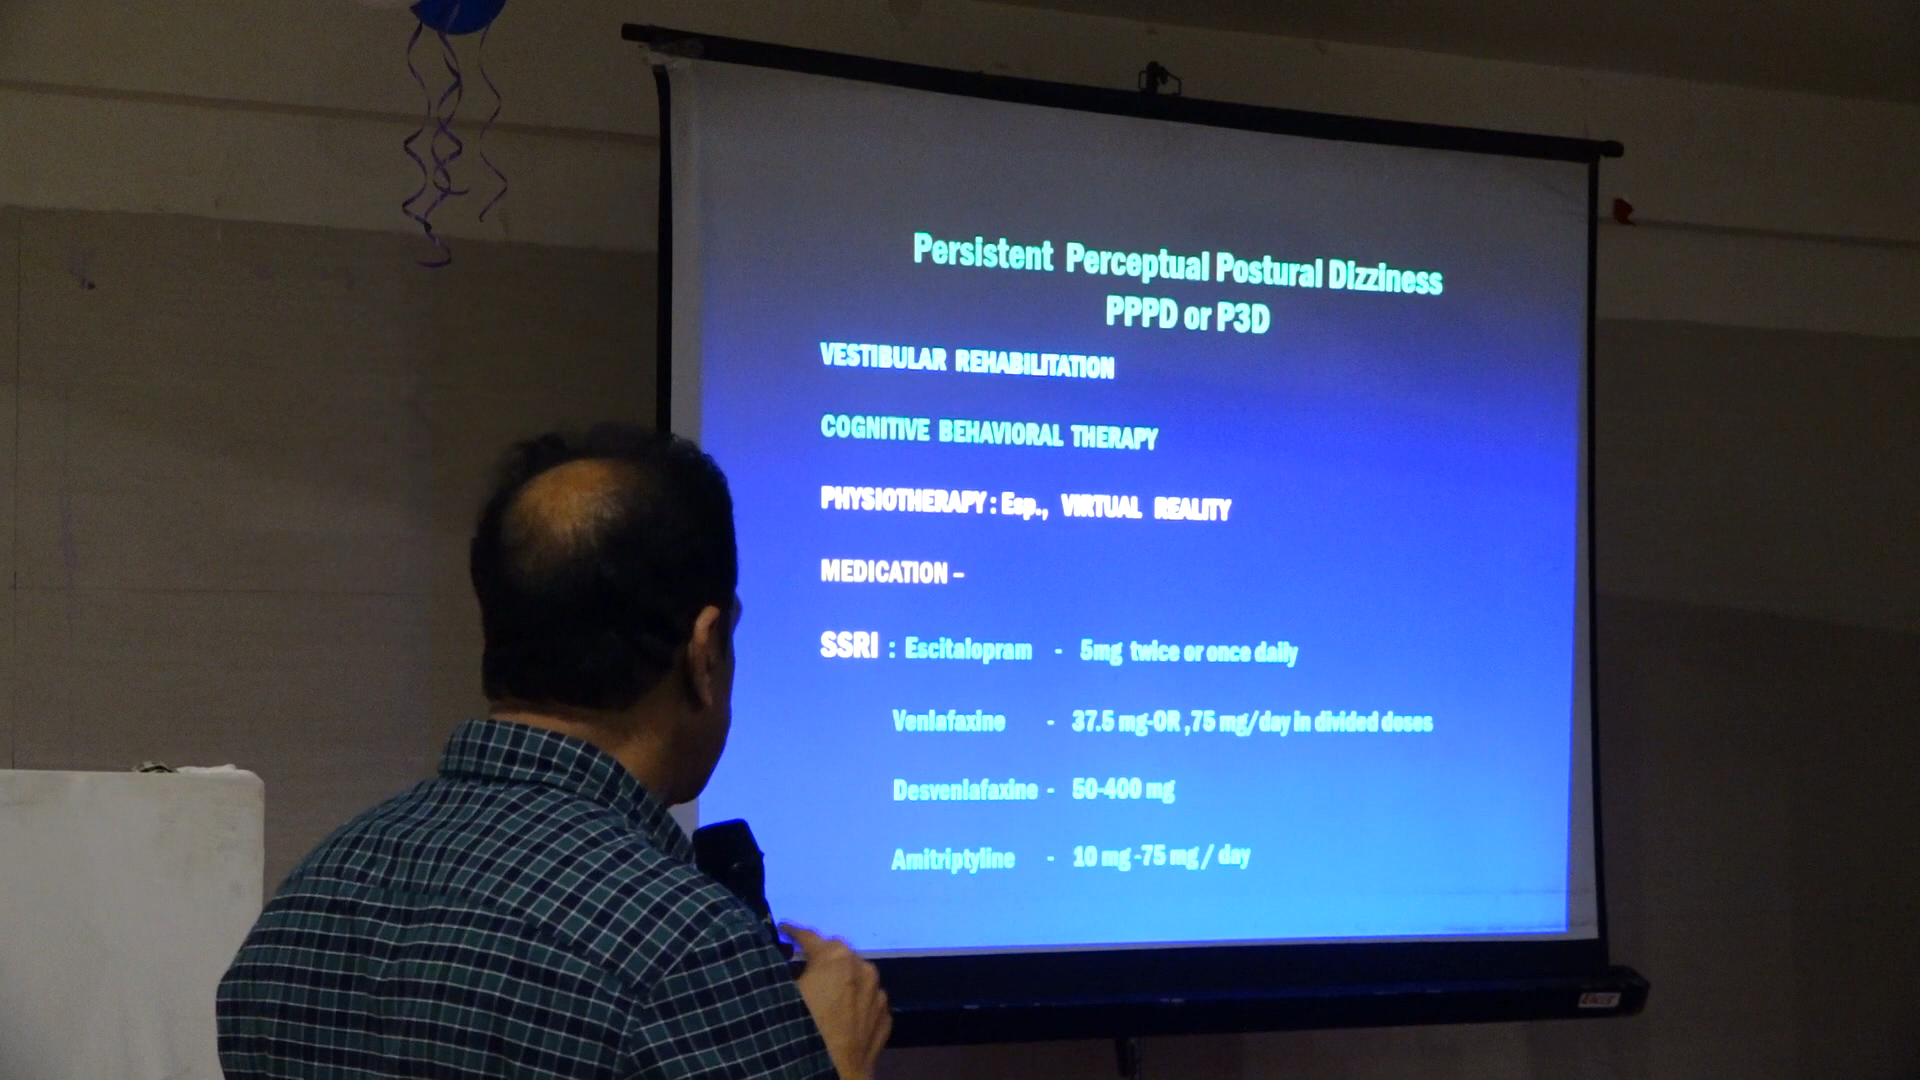 Persistent Perceptual Postural Dizziness
PPPD or P3D
VESTIBULAR REHABILITATION
COGNITIVE BEHAVIORAL THERAPY
PHYSIOTHERAPY : Esp., VIRTUAL REALITY
MEDICATION –
SSRI : Escitalopram - 5mg twice or once daily
Venlafaxine - 37.5 mg-OR ,75 mg/day in divided doses
Desvenlafaxine - 50-400 mg
Amitriptyline - 10 mg -75 mg / day